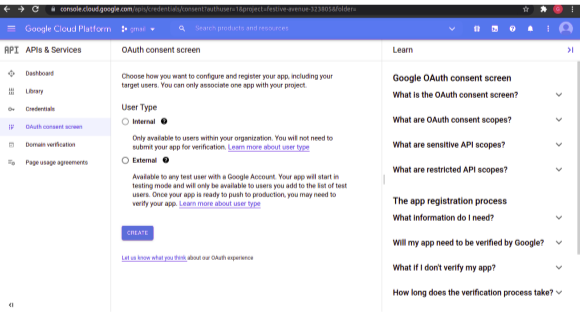 console.cloud.google.com/apis/credentials/consent?authuser=1&project=festive-avenue-323805&folder=
Google Cloud Platform
gmail
Search products and resources
API APIs & Services
OAuth consent screen
Learn
Dashboard
Library
Credentials
OAuth consent screen
Domain verification
Page usage agreements
Choose how you want to configure and register your app, including your
target users. You can only associate one app with your project.
User Type
Internal
Only available to users within your organization. You will not need to
submit your app for verification. Learn more about user type
External
Available to any test user with a Google Account. Your app will start in
testing mode and will only be available to users you add to the list of test
users. Once your app is ready to push to production, you may need to
verify your app. Learn more about user type
CREATE
Let us know what you think about our OAuth experience
Google OAuth consent screen
What is the OAuth consent screen?
What are OAuth consent scopes?
What are sensitive API scopes?
What are restricted API scopes?
The app registration process
What information do I need?
Will my app need to be verified by Google?
What if I don't verify my app?
How long does the verification process take?